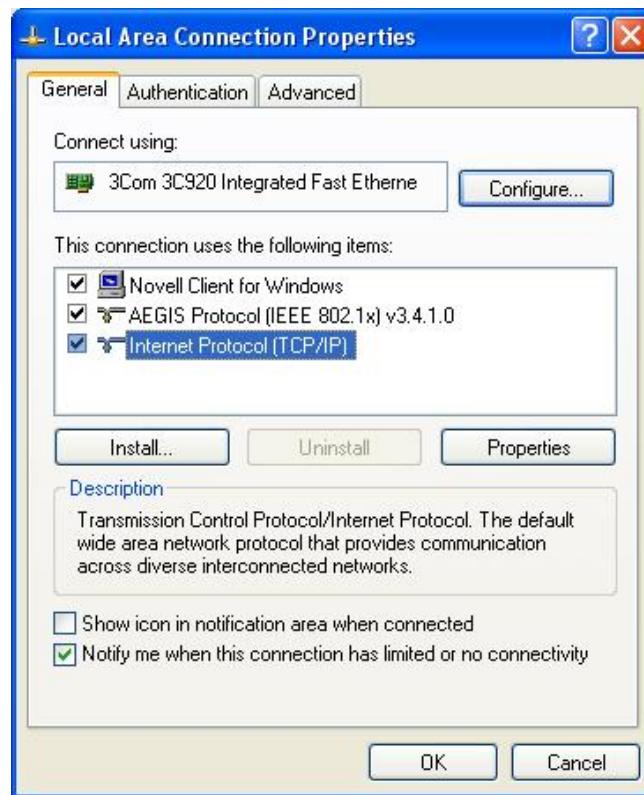 Local Area Connection Properties
General Authentication Advanced
Connect using:
3Com 3C920 Integrated Fast Etherne
Configure...
This connection uses the following items:
Novell Client for Windows
AEGIS Protocol (IEEE 802.1x) v3.4.1.0
Internet Protocol (TCP/IP)
Install... Uninstall Properties
Description
Transmission Control Protocol/Internet Protocol. The default
wide area network protocol that provides communication
across diverse interconnected networks.
Show icon in notification area when connected
Notify me when this connection has limited or no connectivity
OK Cancel